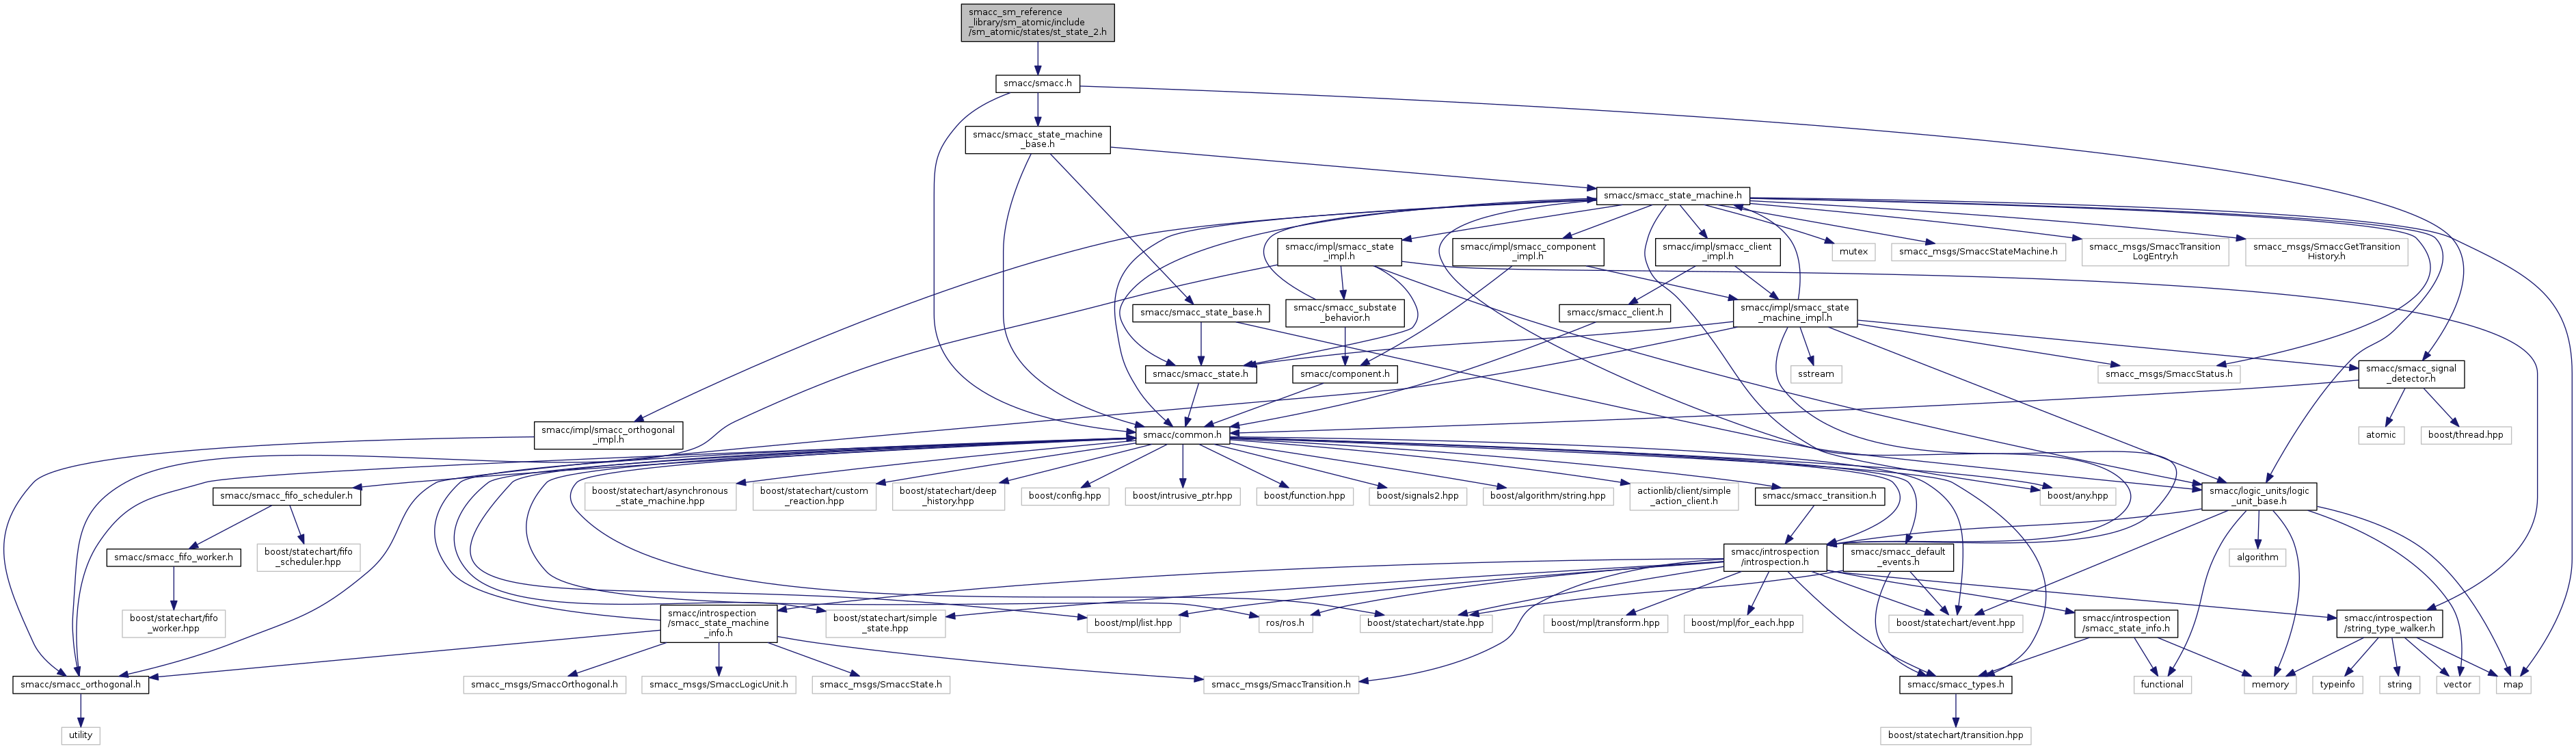 smacc_sm_reference
_library/sm_atomic/include
/sm_atomic/states/st_state_2.h
smacc/smacc.h
smacc/smacc_state_machine
_base.h
smacc/smacc_state_machine.h
smacc/impl/smacc_state
_impl.h
smacc/impl/smacc_component
_impl.h
smacc/impl/smacc_client
_impl.h
mutex
smacc_msgs/SmaccStateMachine.h
smacc_msgs/SmaccTransition
LogEntry.h
smacc_msgs/SmaccGetTransition
History.h
smacc/smacc_state_base.h
smacc/smacc_substate
_behavior.h
smacc/smacc_client.h
smacc/impl/smacc_state
_machine_impl.h
smacc/smacc_state.h
smacc/component.h
sstream
smacc_msgs/SmaccStatus.h
smacc/smacc_signal
_detector.h
smacc/impl/smacc_orthogonal
_impl.h
smacc/common.h
atomic
boost/thread.hpp
smacc/smacc_fifo_scheduler.h
boost/statechart/asynchronous
_state_machine.hpp
boost/statechart/custom
_reaction.hpp
boost/statechart/deep
_history.hpp
boost/config.hpp
boost/intrusive_ptr.hpp
boost/function.hpp
boost/signals2.hpp
boost/algorithm/string.hpp
actionlib/client/simple
_action_client.h
smacc/smacc_transition.h
boost/any.hpp
smacc/logic_units/logic
_unit_base.h
smacc/smacc_fifo_worker.h
boost/statechart/fifo
_scheduler.hpp
smacc/introspection
/introspection.h
smacc/smacc_default
_events.h
algorithm
boost/statechart/fifo
_worker.hpp
smacc/introspection
/smacc_state_machine
_info.h
boost/statechart/simple
_state.hpp
boost/mpl/list.hpp
ros/ros.h
boost/statechart/state.hpp
boost/mpl/transform.hpp
boost/mpl/for_each.hpp
boost/statechart/event.hpp
smacc/introspection
/smacc_state_info.h
smacc/introspection
/string_type_walker.h
smacc/smacc_orthogonal.h
smacc_msgs/SmaccOrthogonal.h
smacc_msgs/SmaccLogicUnit.h
smacc_msgs/SmaccState.h
smacc_msgs/SmaccTransition.h
smacc/smacc_types.h
functional
memory
typeinfo
string
vector
map
utility
boost/statechart/transition.hpp